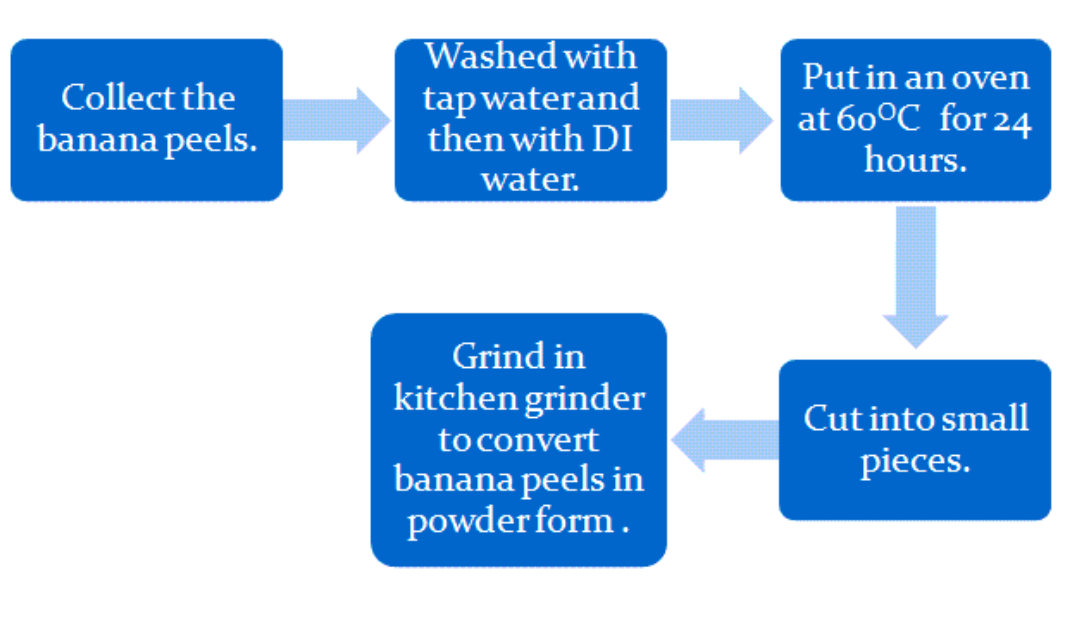 Collect the
banana peels.
Washed with
tap water and
then with DI
water.
Put in an oven
at 60°C for 24
hours.
Cut into small
pieces.
Grind in
kitchen grinder
to convert
banana peels in
powder form .